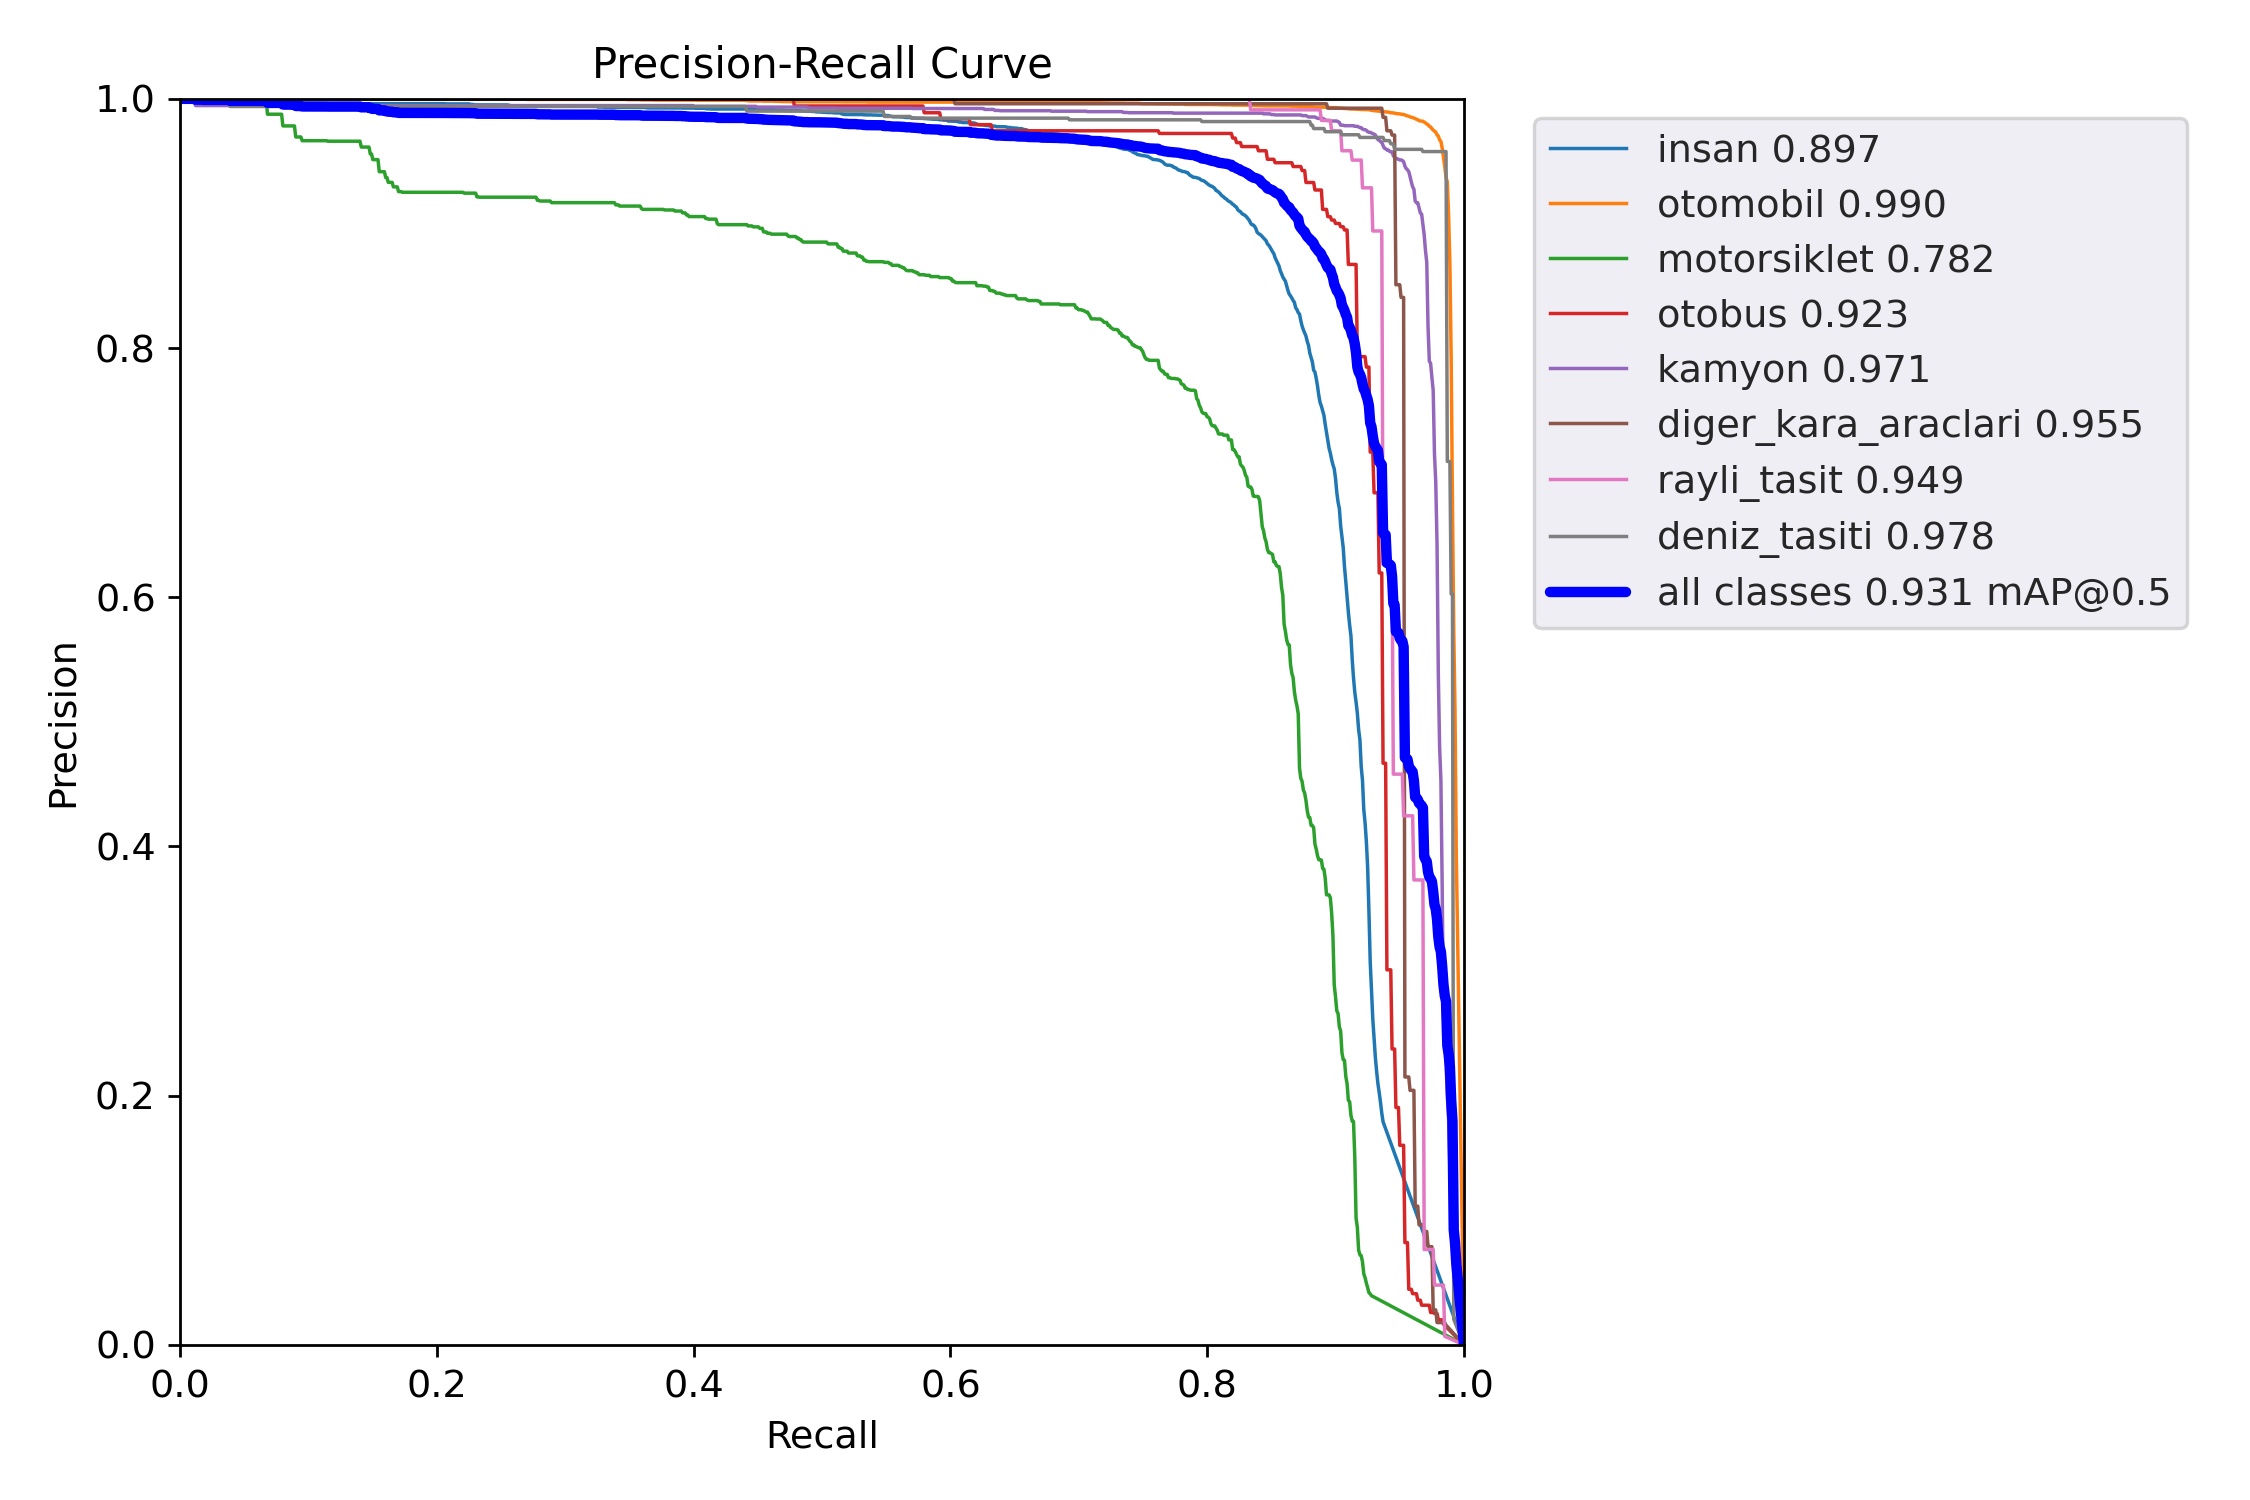 Precision-Recall Curve
1.0
0.8
0.6
0.4
0.2
0.0
Precision
0.0 0.2 0.4 0.6 0.8 1.0
Recall
insan 0.897
otomobil 0.990
motorsiklet 0.782
otobus 0.923
kamyon 0.971
diger_kara_araclari 0.955
rayli_tasit 0.949
deniz_tasiti 0.978
all classes 0.931 mAP@0.5